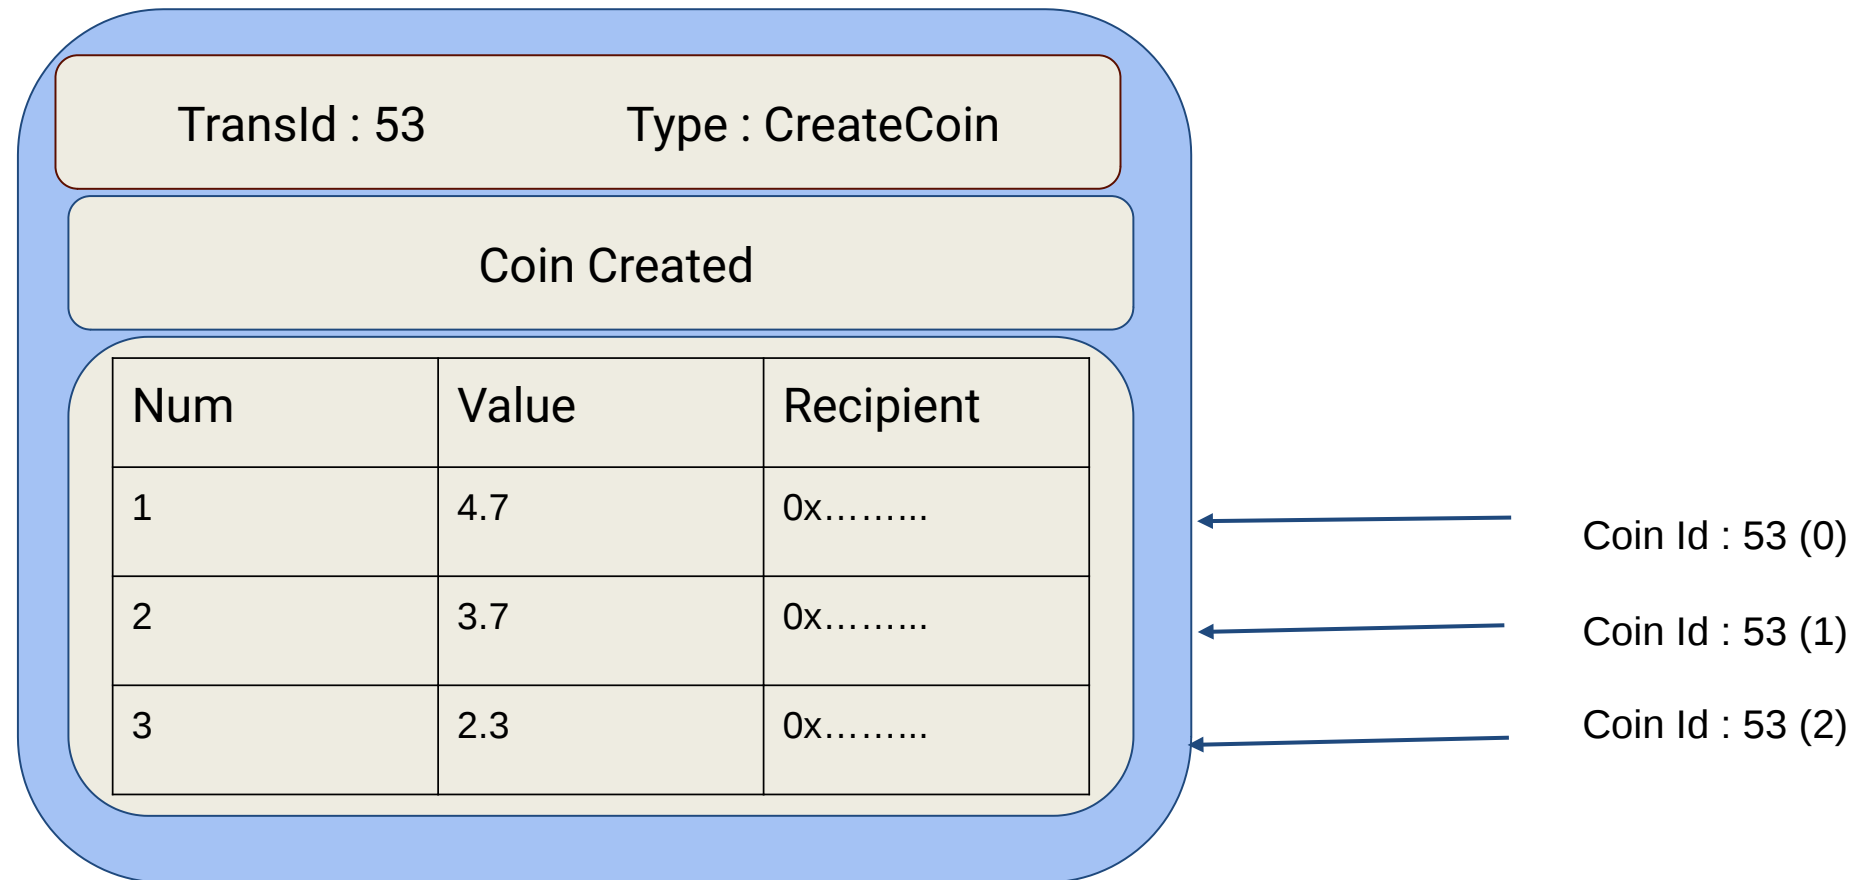 TransId : 53 Type : CreateCoin
Coin Created
Num Value Recipient
1 4.7 0x……...
Coin Id : 53 (0)
2 3.7 0x……...
Coin Id : 53 (1)
3 2.3 0x……...
Coin Id : 53 (2)